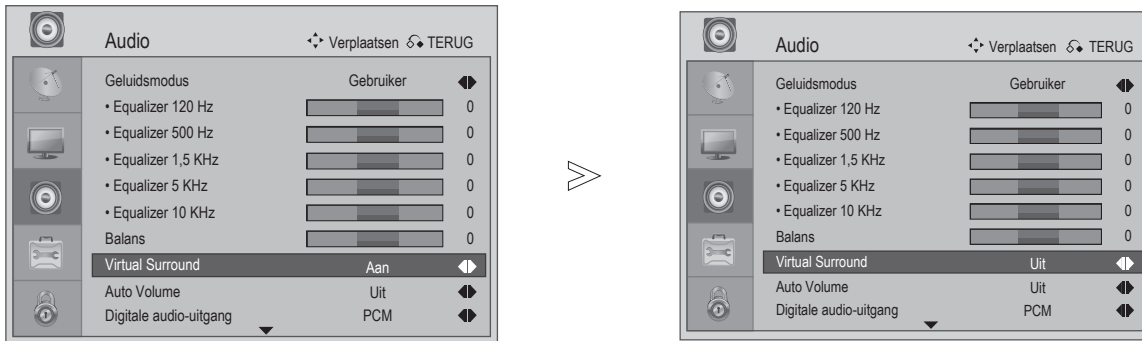 Audio Verplaatsen TERUG
Geluidsmodus Gebruiker
• Equalizer 120 Hz 0
• Equalizer 500 Hz 0
• Equalizer 1,5 KHz 0
• Equalizer 5 KHz 0
• Equalizer 10 KHz 0
Balans 0
Virtual Surround Aan
Auto Volume Uit
Digitale audio-uitgang PCM
Audio Verplaatsen TERUG
Geluidsmodus Gebruiker
• Equalizer 120 Hz 0
• Equalizer 500 Hz 0
• Equalizer 1,5 KHz 0
• Equalizer 5 KHz 0
• Equalizer 10 KHz 0
Balans 0
Virtual Surround Uit
Auto Volume Uit
Digitale audio-uitgang PCM